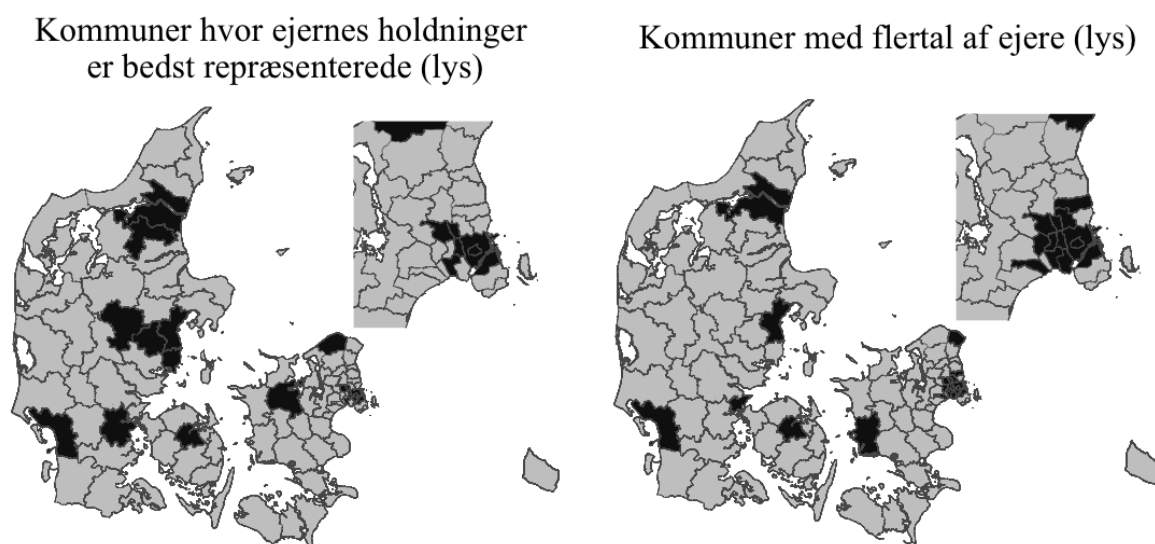 Kommuner hvor ejernes holdninger
er bedst repræsenterede (lys)
Kommuner med flertal af ejere (lys)